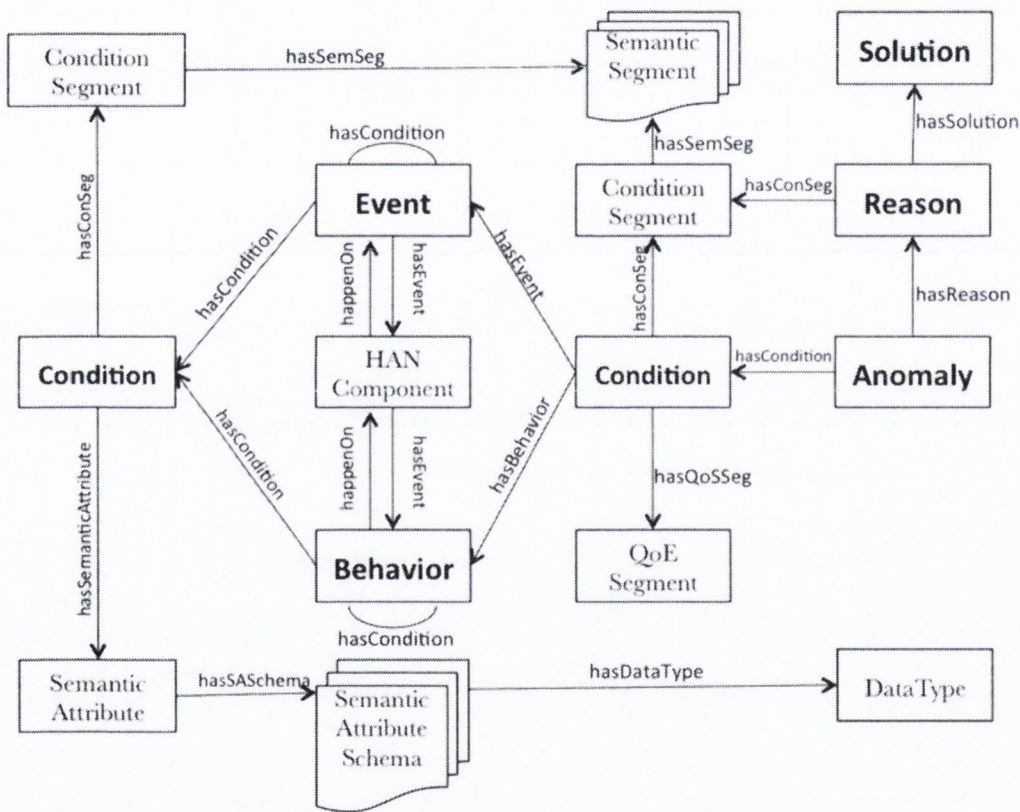 Condition
Segment
hasSemSeg
Semantic
Segment
Solution
hasCondition
hasSolution
hasSemSeg
Event
Condition
Segment
hasConSeg
Reason
hasConSeg
hasCondition
happenOn
hasEvent
hasEvent
hasConSeg
hasReason
Condition
HAN
Component
Condition
hasCondition
Anomaly
hasCondition
happenOn
hasEvent
hasBehavior
hasSemanticAttribute
hasQoSSeg
Behavior
QoE
Segment
hasCondition
Semantic
Attribute
hasSASchema
Semantic
Attribute
Schema
hasDataType
DataType